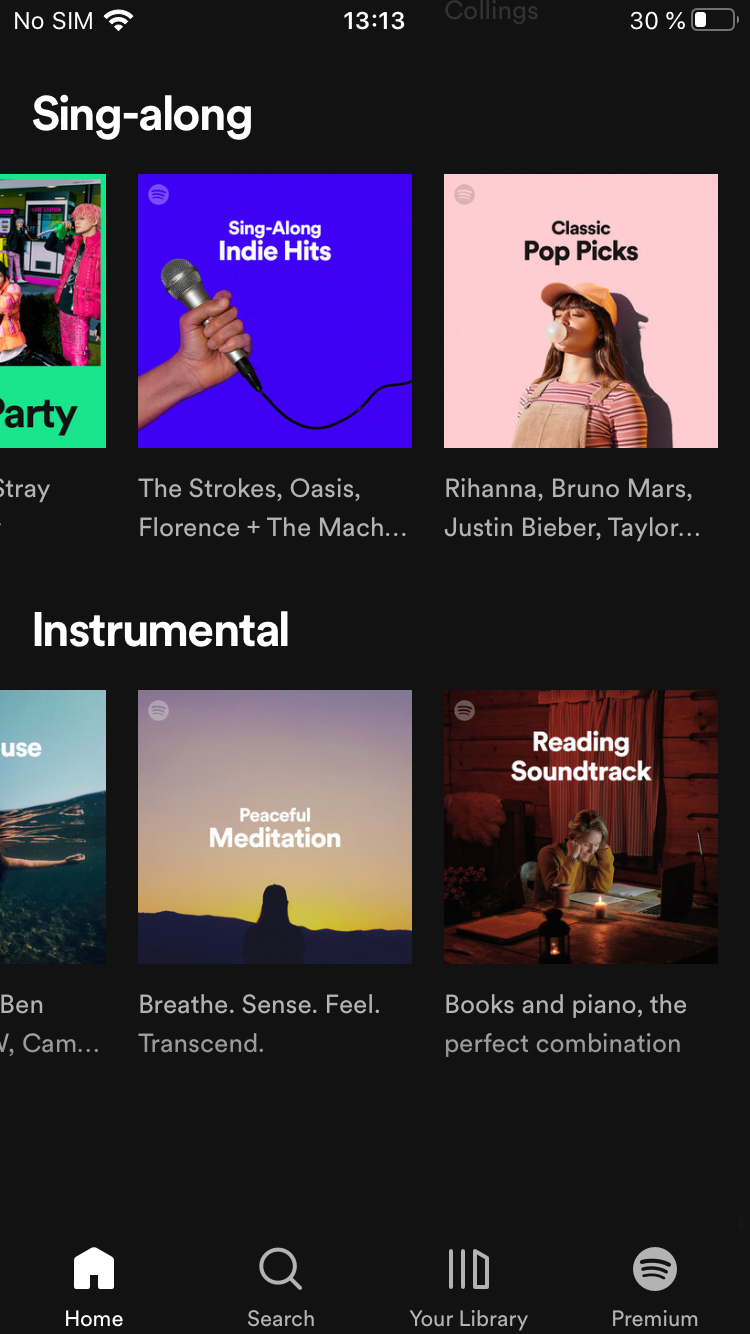 No SIM 13:13 30 %
Collings
Sing-along
Party
Sing-Along
Indie Hits
Classic
Pop Picks
Stray
The Strokes, Oasis,
Florence + The Mach...
Rihanna, Bruno Mars,
Justin Bieber, Taylor...
Instrumental
use
Peaceful
Meditation
Reading
Soundtrack
Ben
, Cam...
Breathe. Sense. Feel.
Transcend.
Books and piano, the
perfect combination
Home Search Your Library Premium